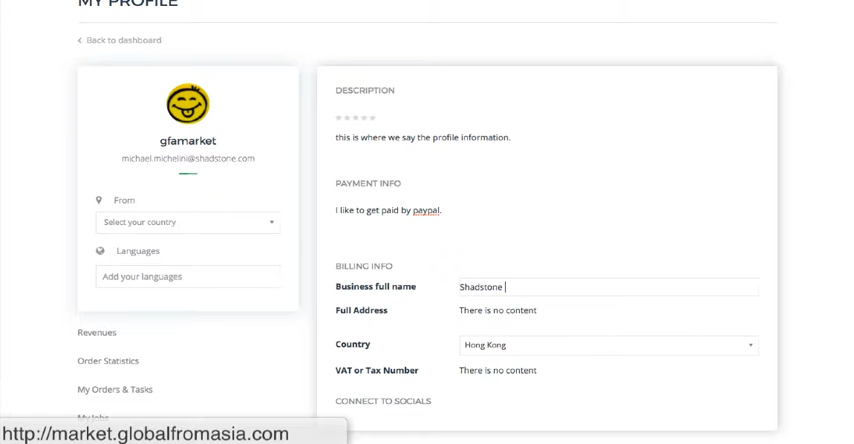 MY PROFILE
Back to dashboard
gfamarket
michael.michelini@shadstone.com
From
Select your country
Languages
Add your languages
Revenues
Order Statistics
My Orders & Tasks
My Jobs
DESCRIPTION
this is where we say the profile information.
PAYMENT INFO
I like to get paid by paypal.
BILLING INFO
Business full name Shadstone
Full Address There is no content
Country Hong Kong
VAT or Tax Number There is no content
CONNECT TO SOCIALS
http://market.globalfromasia.com